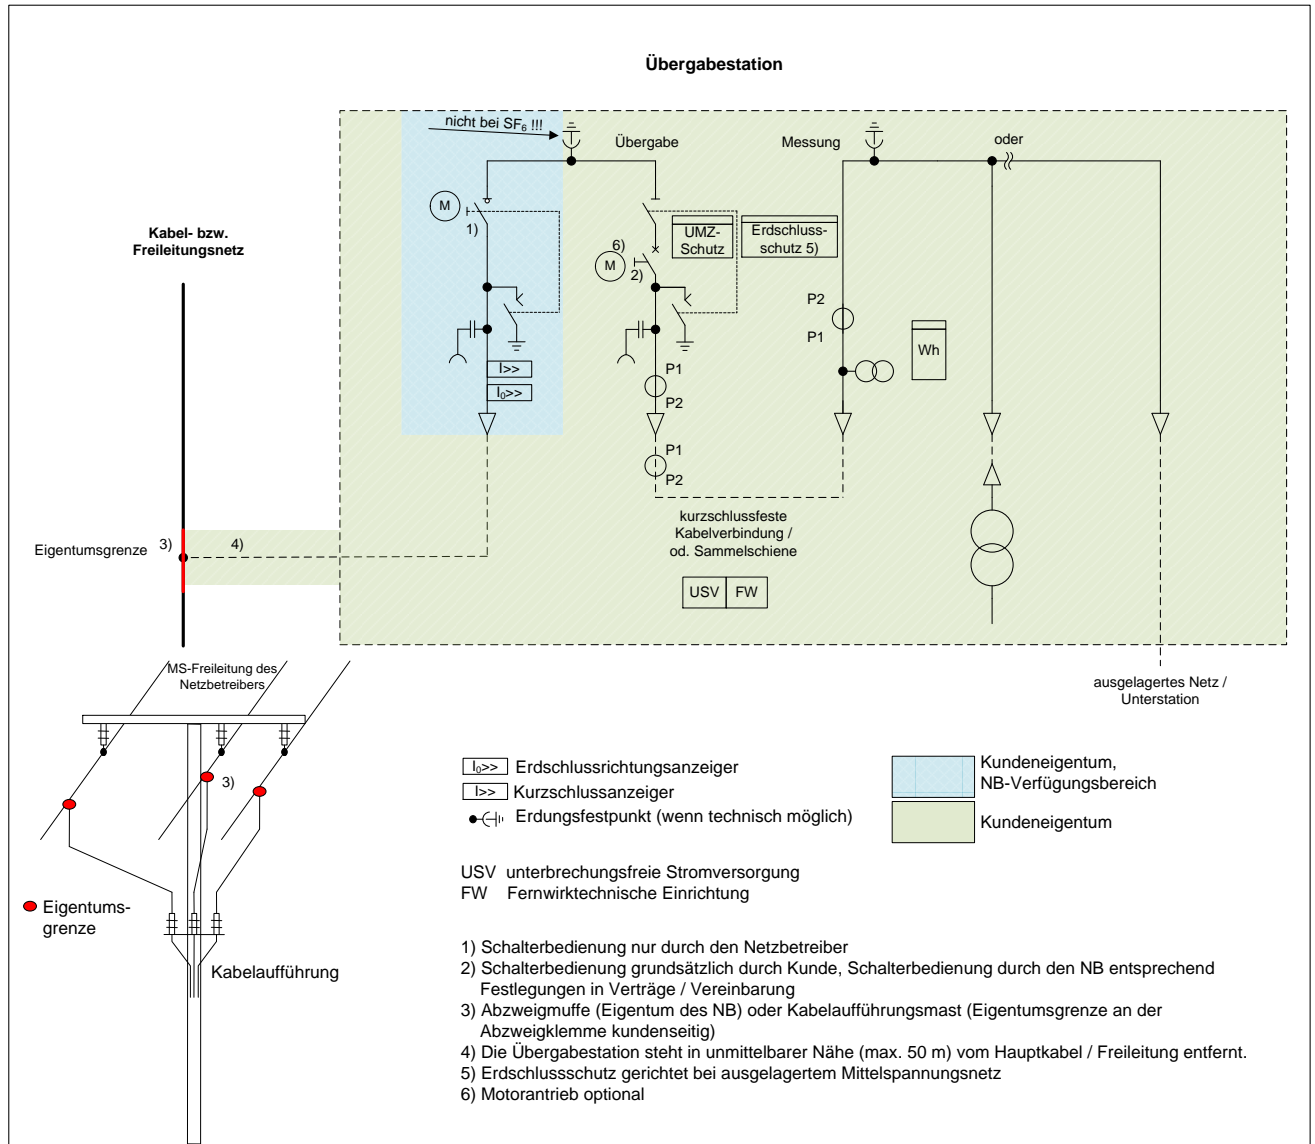 Übergabestation
nicht bei SF₆ !!!
Übergabe
Messung
oder
M
1)
Kabel- bzw.
Freileitungsnetz
6)
M
2)
UMZ-
Schutz
Erdschluss-
schutz 5)
P2
P1
Wh
I>>
I₀>>
P1
P2
P1
P2
kurzschlussfeste
Kabelverbindung /
od. Sammelschiene
Eigentumsgrenze
3)
4)
USV
FW
MS-Freileitung des
Netzbetreibers
ausgelagertes Netz /
Unterstation
3)
I₀>> Erdschlussrichtungsanzeiger
I>> Kurzschlussanzeiger
Erdungsfestpunkt (wenn technisch möglich)
Kundeneigentum,
NB-Verfügungsbereich
Kundeneigentum
USV unterbrechungsfreie Stromversorgung
FW Fernwirktechnische Einrichtung
Eigentums-
grenze
Kabelaufführung
1) Schalterbedienung nur durch den Netzbetreiber
2) Schalterbedienung grundsätzlich durch Kunde, Schalterbedienung durch den NB entsprechend
Festlegungen in Verträge / Vereinbarung
3) Abzweigmuffe (Eigentum des NB) oder Kabelaufführungsmast (Eigentumsgrenze an der
Abzweigklemme kundenseitig)
4) Die Übergabestation steht in unmittelbarer Nähe (max. 50 m) vom Hauptkabel / Freileitung entfernt.
5) Erdschlussschutz gerichtet bei ausgelagertem Mittelspannungsnetz
6) Motorantrieb optional